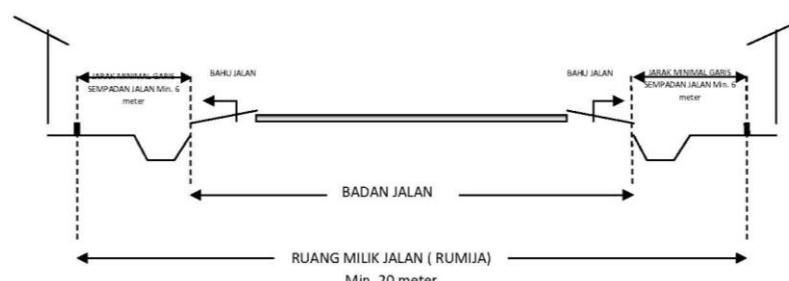 JARAK MINIMAL GARIS
SEMPADAN JALAN Min. 6
meter
BAHU JALAN
BAHU JALAN
JARAK MINIMAL GARIS
SEMPADAN JALAN Min. 6
meter
BADAN JALAN
RUANG MILIK JALAN ( RUMIJA)
Min. 20 meter